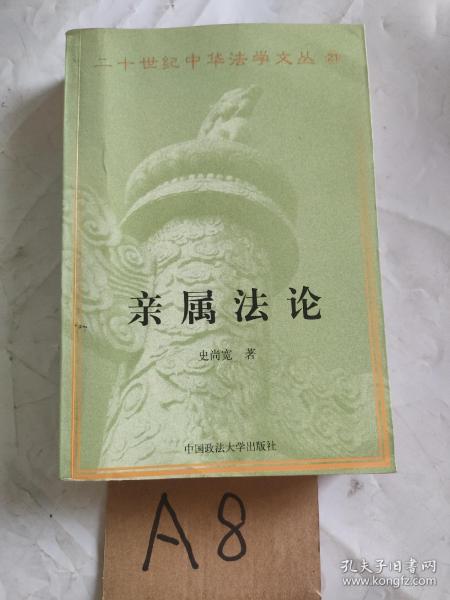 二十世纪中华法学文丛 21
亲属法论
史尚宽 著
中国政法大学出版社
A8
孔夫子旧书网
www.kongfz.com